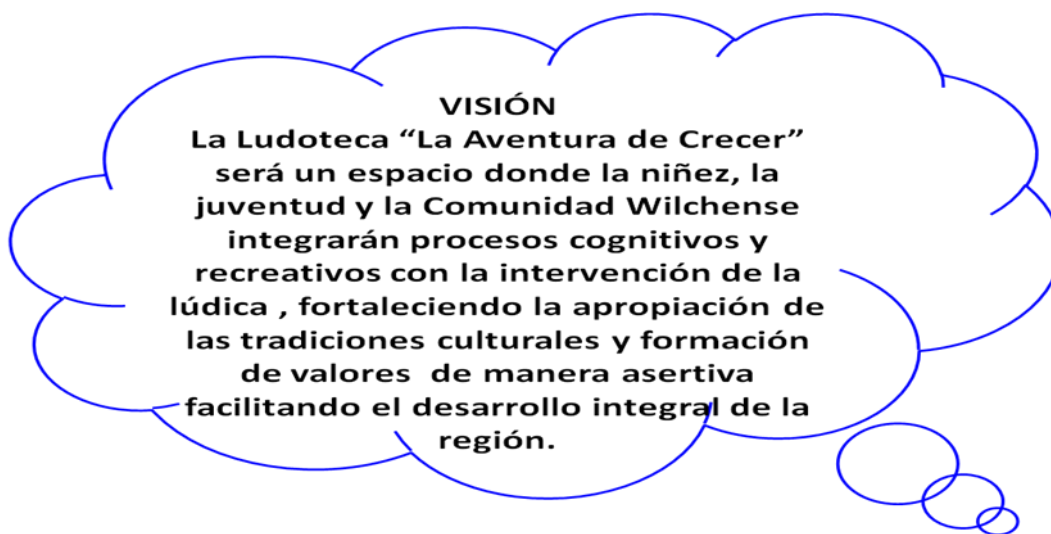 VISIÓN
La Ludoteca “La Aventura de Crecer”
será un espacio donde la niñez, la
juventud y la Comunidad Wilchense
integrarán procesos cognitivos y
recreativos con la intervención de la
lúdica , fortaleciendo la apropiación de
las tradiciones culturales y formación
de valores  de manera asertiva
facilitando el desarrollo integral de la
región.